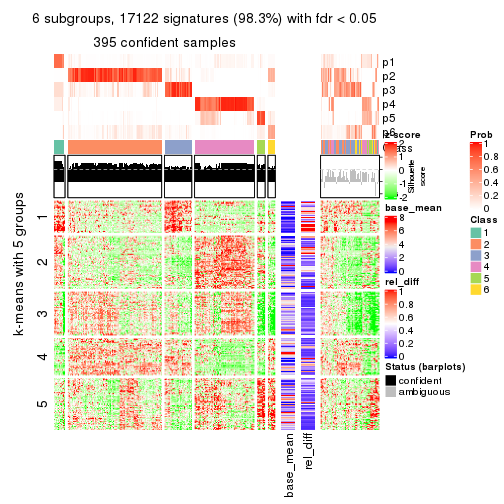 6 subgroups, 17122 signatures (98.3%) with fdr < 0.05
395 confident samples
p1
p2
p3
p4
p5
p6
Class
z-score
2
1
0
-1
-2
Silhouette
score
Prob
1
0.8
0.6
0.4
0.2
0
base_mean
8
6
4
2
0
Class
1
2
3
4
5
6
rel_diff
1
0.8
0.6
0.4
0.2
0
Status (barplots)
confident
ambiguous
k-means with 5 groups
1
2
3
4
5
base_mean
rel_diff